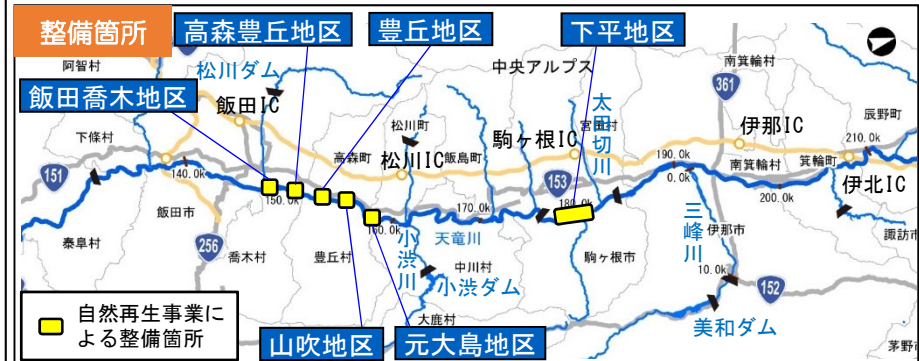 整備箇所
高森豊丘地区
豊丘地区
下平地区
阿智村
松川ダム
中央アルプス
南箕輪村
361
飯田喬木地区
飯田IC
太田切川
宮田村
辰野町
下條村
松川町
駒ヶ根IC
伊那IC
210.0k
高森町
松川IC
飯島町
190.0k
南箕輪村
箕輪町
151
140.0k
153
0.0k
伊北IC
150.0k
180.0k
200.0k
飯田市
160.0k
170.0k
小渋川
天竜川
三峰川
伊那市
諏訪市
泰阜村
256
喬木村
豊丘村
中川村
駒ヶ根市
10.0k
152
小渋ダム
自然再生事業に
よる整備箇所
大鹿村
美和ダム
山吹地区
元大島地区
茅野市